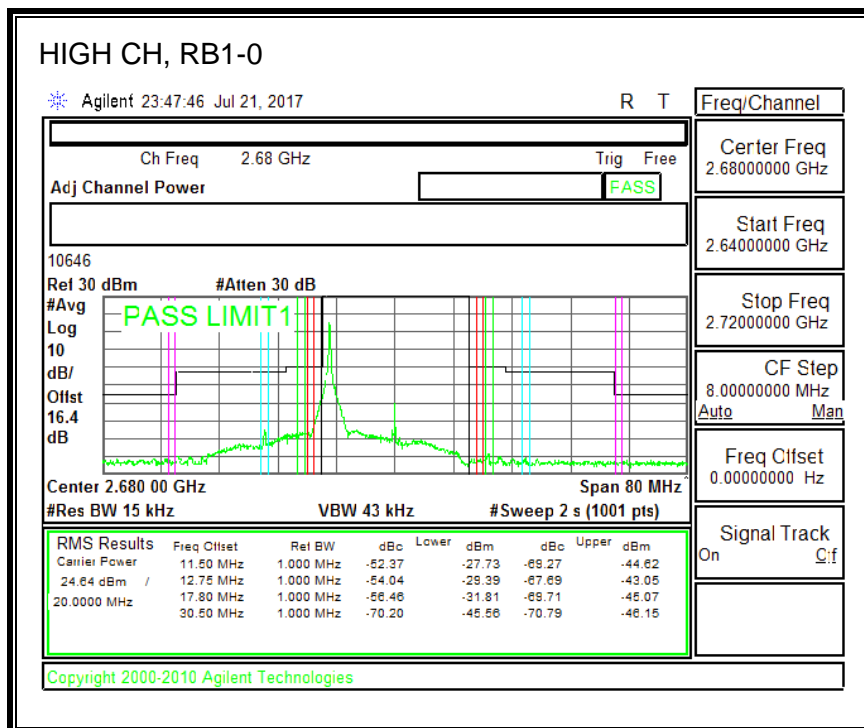 HIGH CH, RB1-0
Agilent 23:47:46 Jul 21, 2017 R T
Freq/Channel
Ch Freq 2.68 GHz Trig Free
Adj Channel Power PASS
Center Freq
2.68000000 GHz
Start Freq
2.64000000 GHz
Stop Freq
2.72000000 GHz
CF Step
8.00000000 MHz
Auto Man
Freq Offset
0.00000000 Hz
Signal Track
On Off
10646
Ref 30 dBm #Atten 30 dB
#Avg
Log
10
dB/
Offst
16.4
dB
PASS LIMIT1
Center 2.680 00 GHz Span 80 MHz
#Res BW 15 kHz VBW 43 kHz #Sweep 2 s (1001 pts)
RMS Results Freq Offset Ref BW dBc Lower dBm dBc Upper dBm
Carrier Power 11.50 MHz 1.000 MHz -52.37 -27.73 -69.27 -44.62
24.64 dBm / 12.75 MHz 1.000 MHz -54.04 -29.39 -67.69 -43.05
20.0000 MHz 17.80 MHz 1.000 MHz -56.46 -31.81 -69.71 -45.07
30.50 MHz 1.000 MHz -70.20 -45.56 -70.79 -46.15
Copyright 2000-2010 Agilent Technologies